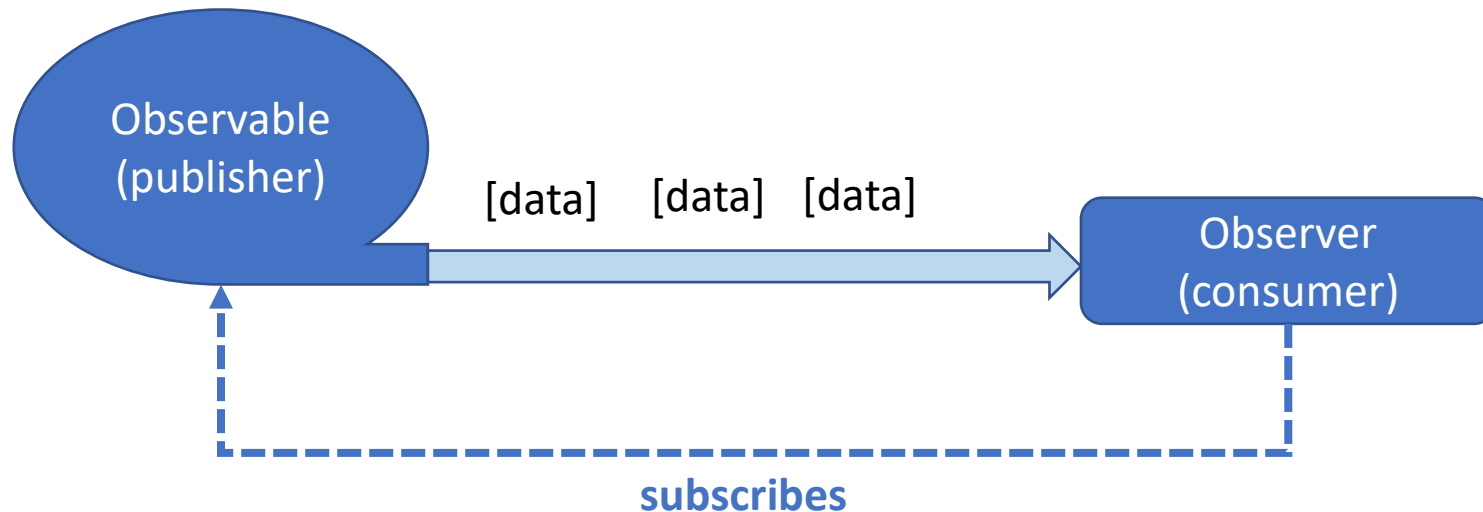 Observable
(publisher)
[data] [data] [data]
Observer
(consumer)
subscribes